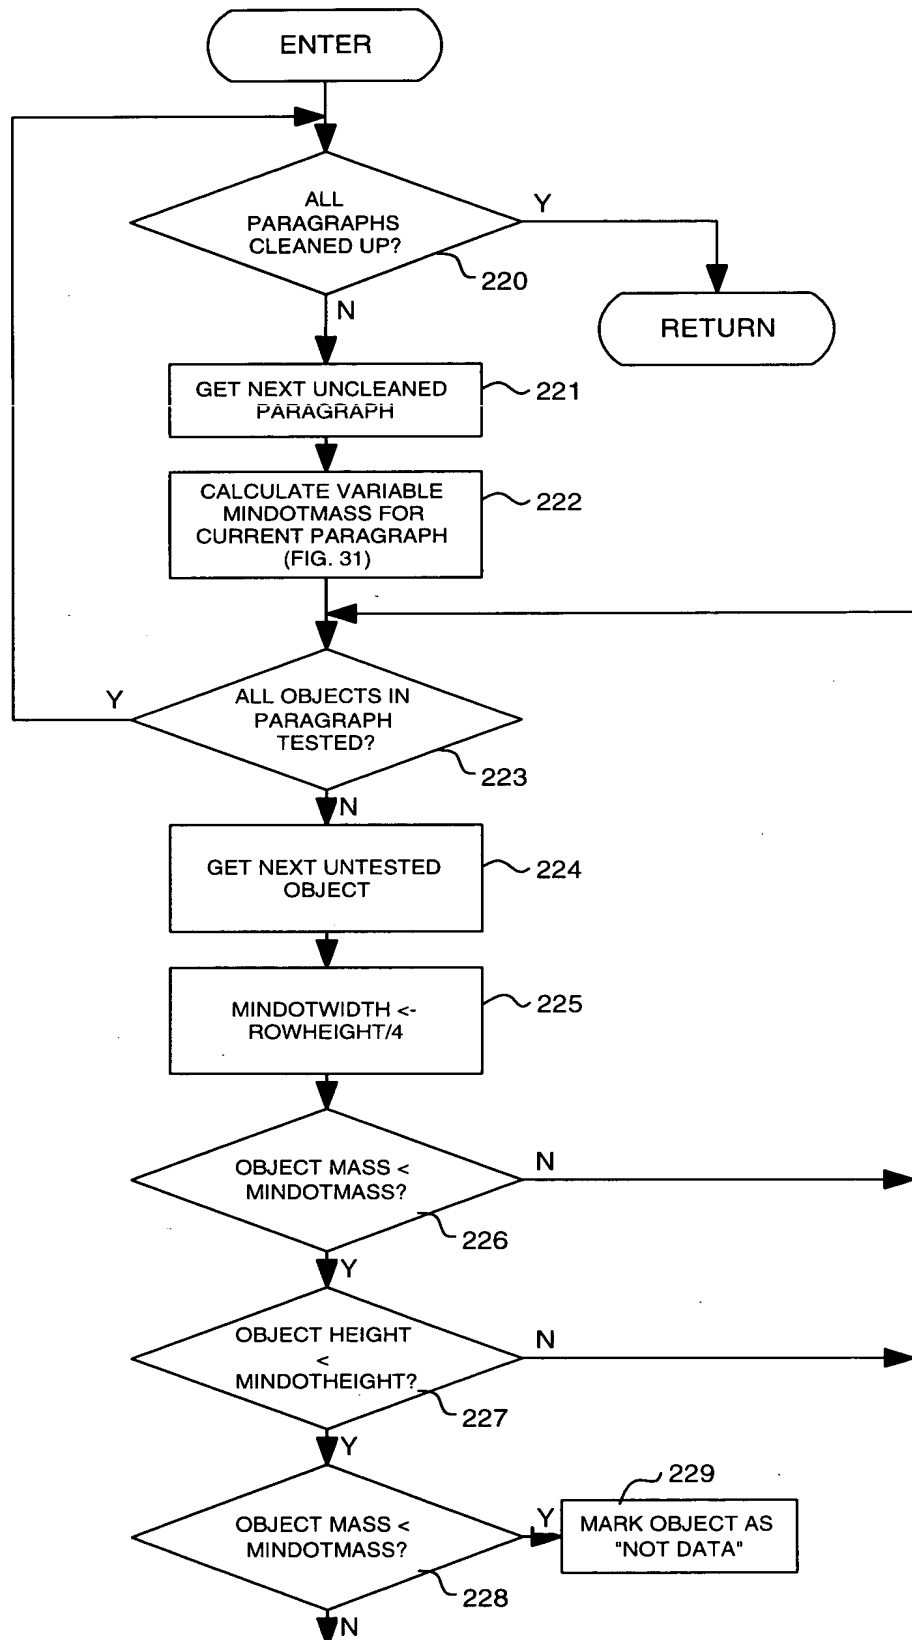 ENTER
ALL
PARAGRAPHS
CLEANED UP?
Y
220
N
RETURN
GET NEXT UNCLEANED
PARAGRAPH
221
CALCULATE VARIABLE
MINDOTMASS FOR
CURRENT PARAGRAPH
(FIG. 31)
222
Y
ALL OBJECTS IN
PARAGRAPH
TESTED?
223
N
GET NEXT UNTESTED
OBJECT
224
MINDOTWIDTH <-
ROWHEIGHT/4
225
OBJECT MASS <
MINDOTMASS?
N
226
Y
OBJECT HEIGHT
<
MINDOTHEIGHT?
N
227
Y
229
OBJECT MASS <
MINDOTMASS?
Y
MARK OBJECT AS
"NOT DATA"
228
N